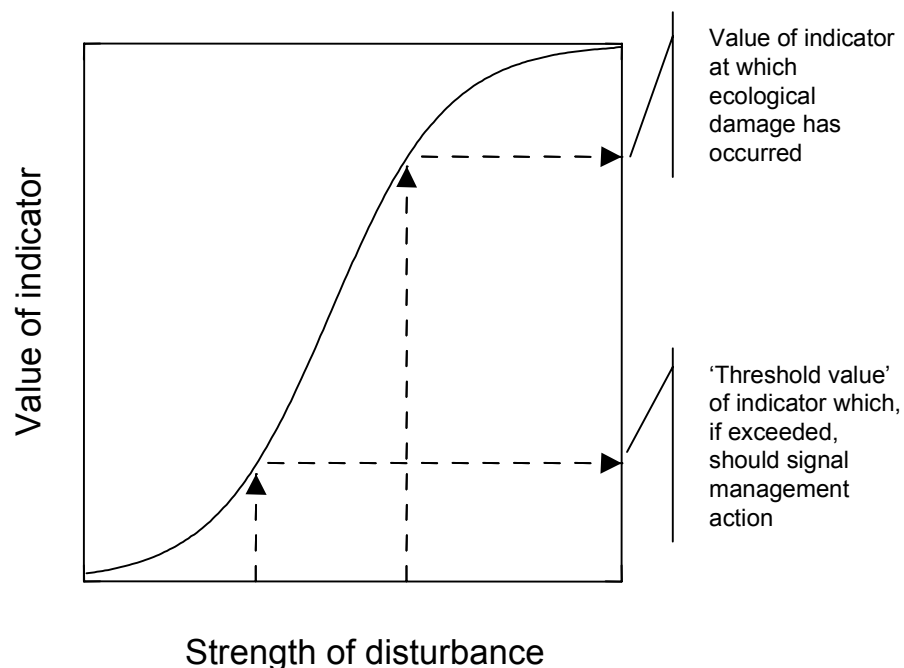 Value of indicator
at which
ecological
damage has
occurred
Value of indicator
‘Threshold value’
of indicator which,
if exceeded,
should signal
management
action
Strength of disturbance